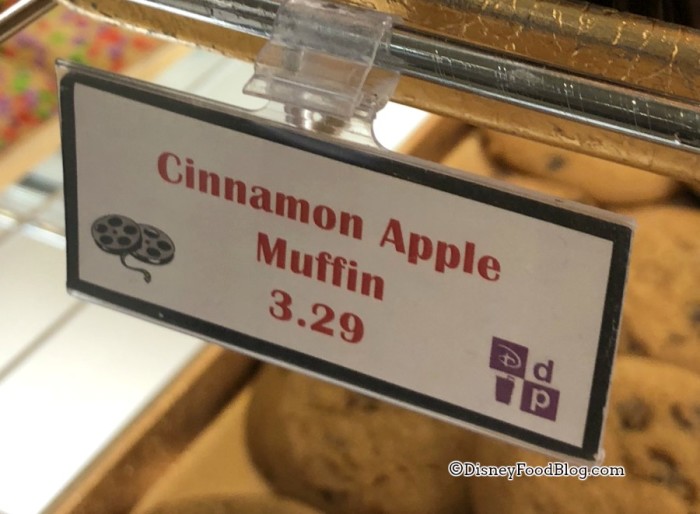 Cinnamon Apple
Muffin
3.29
D d
p
©DisneyFoodBlog.com